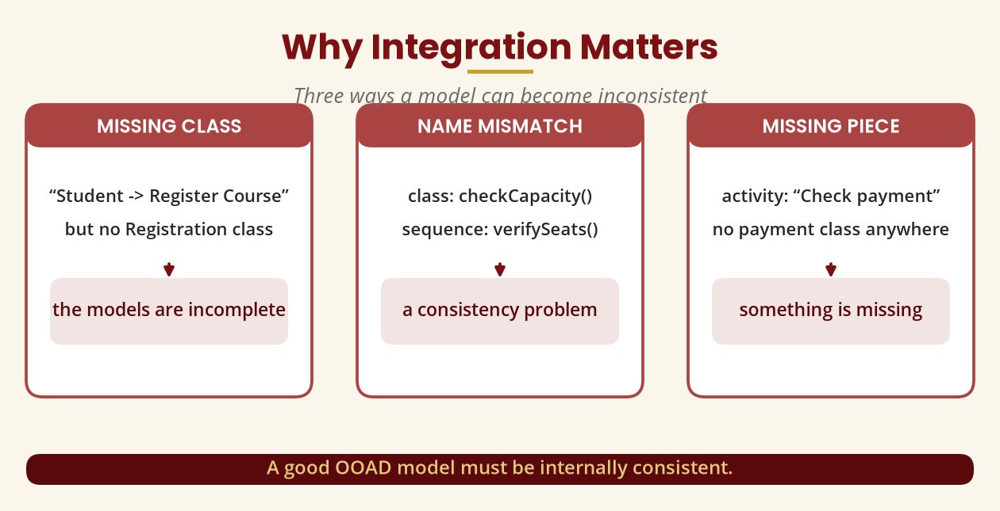 Why Integration Matters
Three ways a model can become inconsistent
MISSING CLASS
“Student -> Register Course”
but no Registration class
the models are incomplete
NAME MISMATCH
class: checkCapacity()
sequence: verifySeats()
a consistency problem
MISSING PIECE
activity: “Check payment”
no payment class anywhere
something is missing
A good OOAD model must be internally consistent.